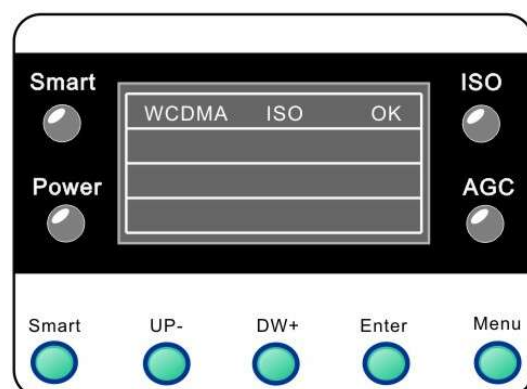 Smart ISO
WCDMA ISO OK
Power AGC
Smart UP- DW+ Enter Menu